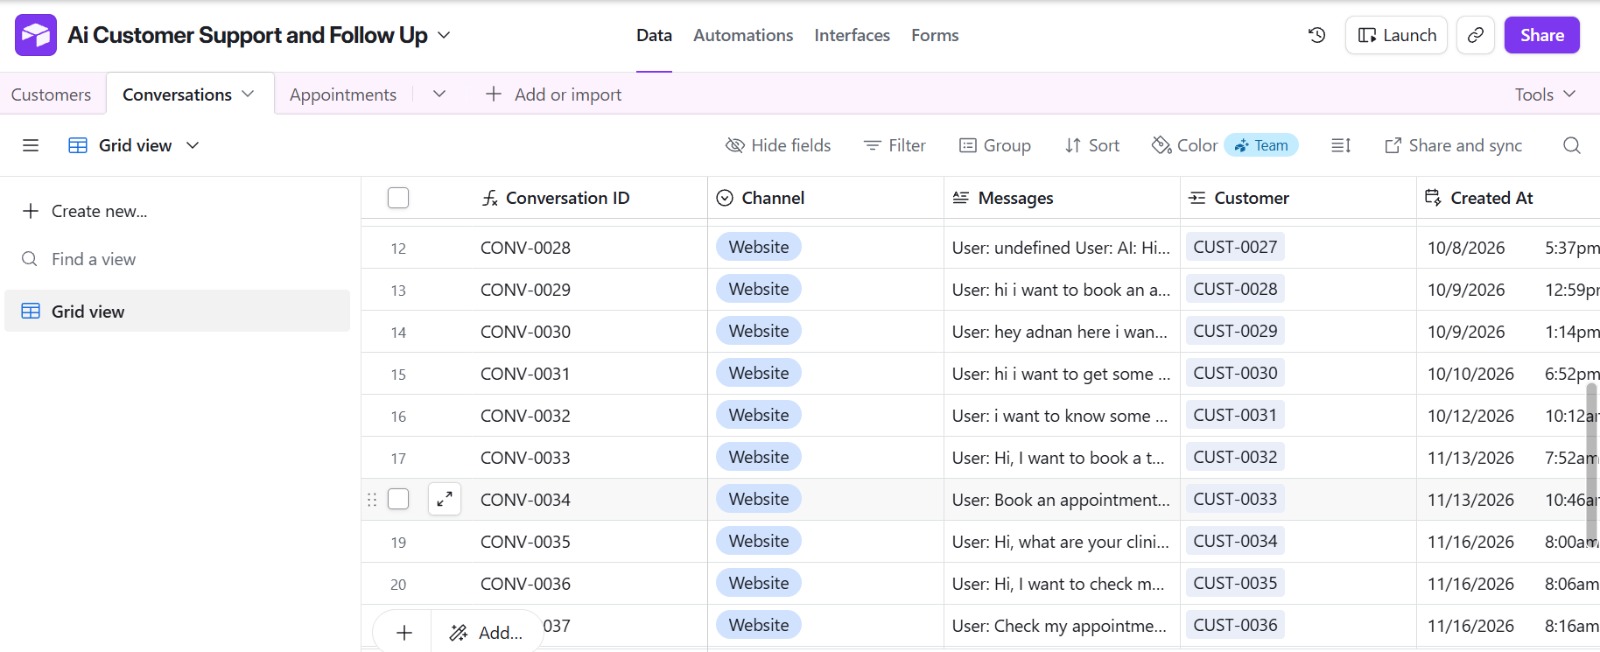 Ai Customer Support and Follow Up
Data Automations Interfaces Forms
Launch Share
Customers Conversations Appointments Add or import Tools
Grid view Hide fields Filter Group Sort Color Team Share and sync
Create new...
Find a view
Grid view
Conversation ID Channel Messages Customer Created At
12 CONV-0028 Website User: undefined User: AI: Hi... CUST-0027 10/8/2026 5:37pm
13 CONV-0029 Website User: hi i want to book an a... CUST-0028 10/9/2026 12:59pm
14 CONV-0030 Website User: hey adnan here i wan... CUST-0029 10/9/2026 1:14pm
15 CONV-0031 Website User: hi i want to get some ... CUST-0030 10/10/2026 6:52pm
16 CONV-0032 Website User: i want to know some ... CUST-0031 10/12/2026 10:12am
17 CONV-0033 Website User: Hi, I want to book a t... CUST-0032 11/13/2026 7:52am
CONV-0034 Website User: Book an appointment... CUST-0033 11/13/2026 10:46am
19 CONV-0035 Website User: Hi, what are your clini... CUST-0034 11/16/2026 8:00am
20 CONV-0036 Website User: Hi, I want to check m... CUST-0035 11/16/2026 8:06am
037 Website User: Check my appointme... CUST-0036 11/16/2026 8:16am
Add...